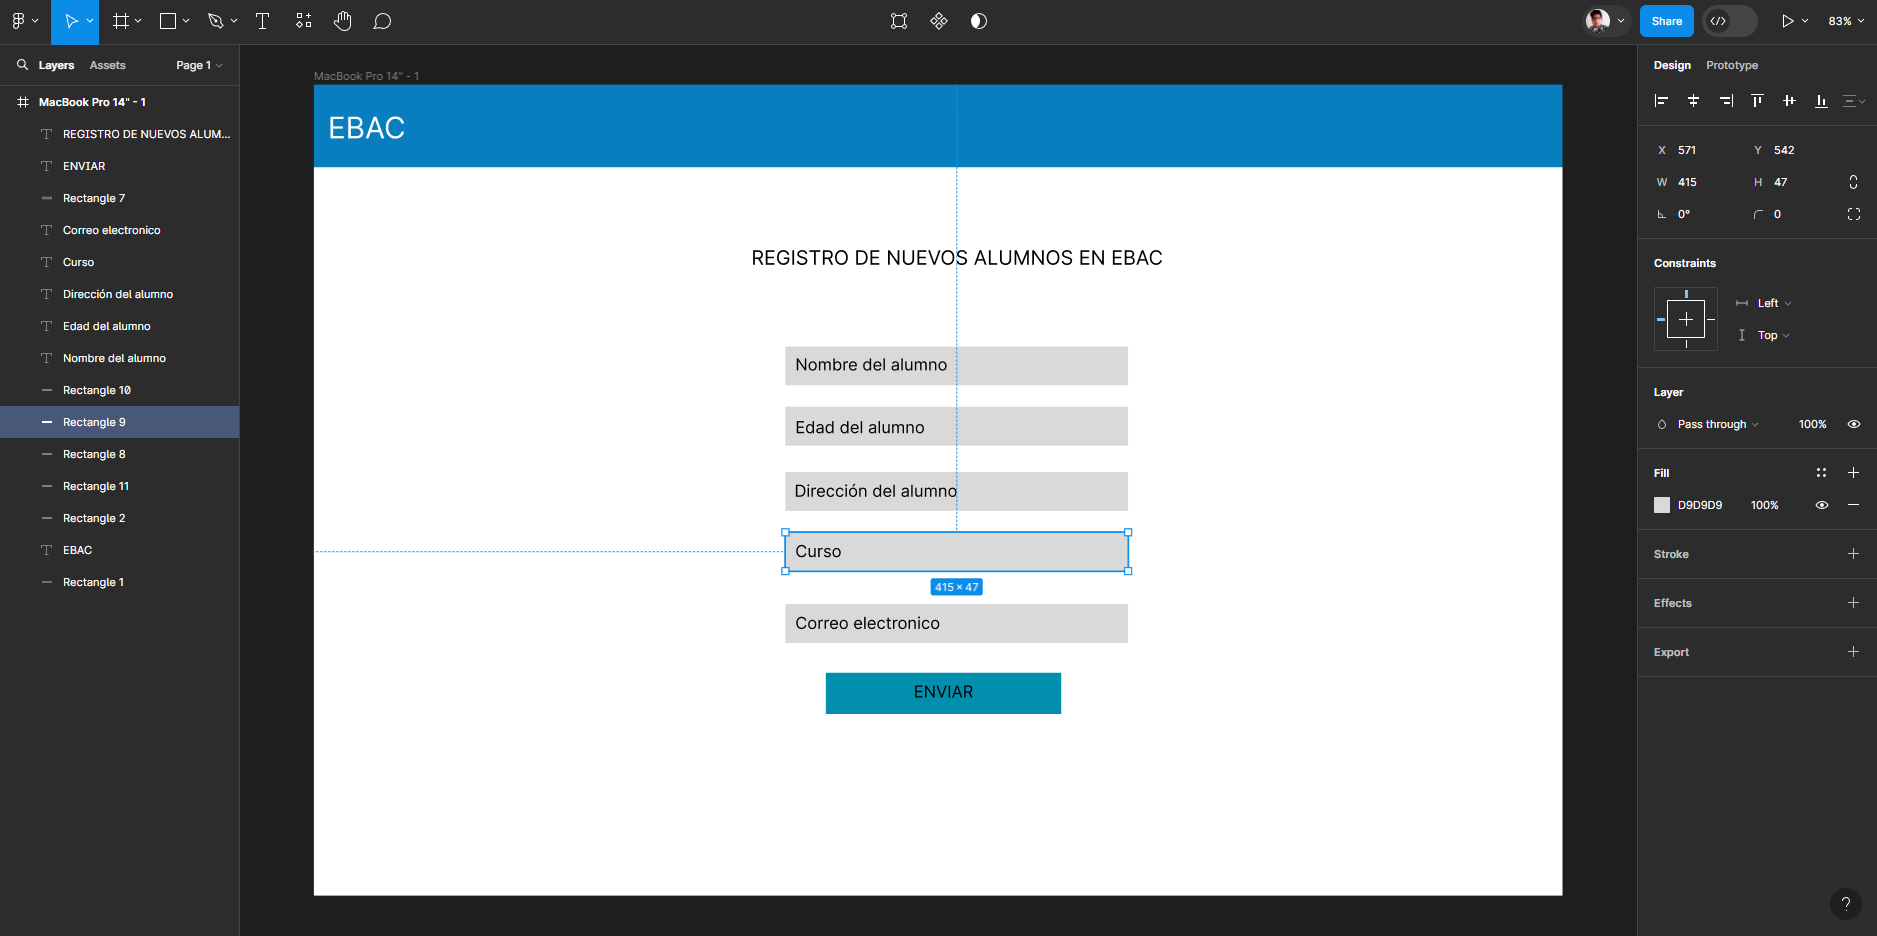 Share
83%
Layers
Assets
Page 1
MacBook Pro 14" - 1
REGISTRO DE NUEVOS ALUM...
ENVIAR
Rectangle 7
Correo electronico
Curso
Dirección del alumno
Edad del alumno
Nombre del alumno
Rectangle 10
Rectangle 9
Rectangle 8
Rectangle 11
Rectangle 2
EBAC
Rectangle 1
MacBook Pro 14" - 1
EBAC
REGISTRO DE NUEVOS ALUMNOS EN EBAC
Nombre del alumno
Edad del alumno
Dirección del alumno
Curso
415 × 47
Correo electronico
ENVIAR
Design
Prototype
X 571 Y 542
W 415 H 47
0° 0
Constraints
Left
Top
Layer
Pass through 100%
Fill
D9D9D9 100%
Stroke
Effects
Export
?